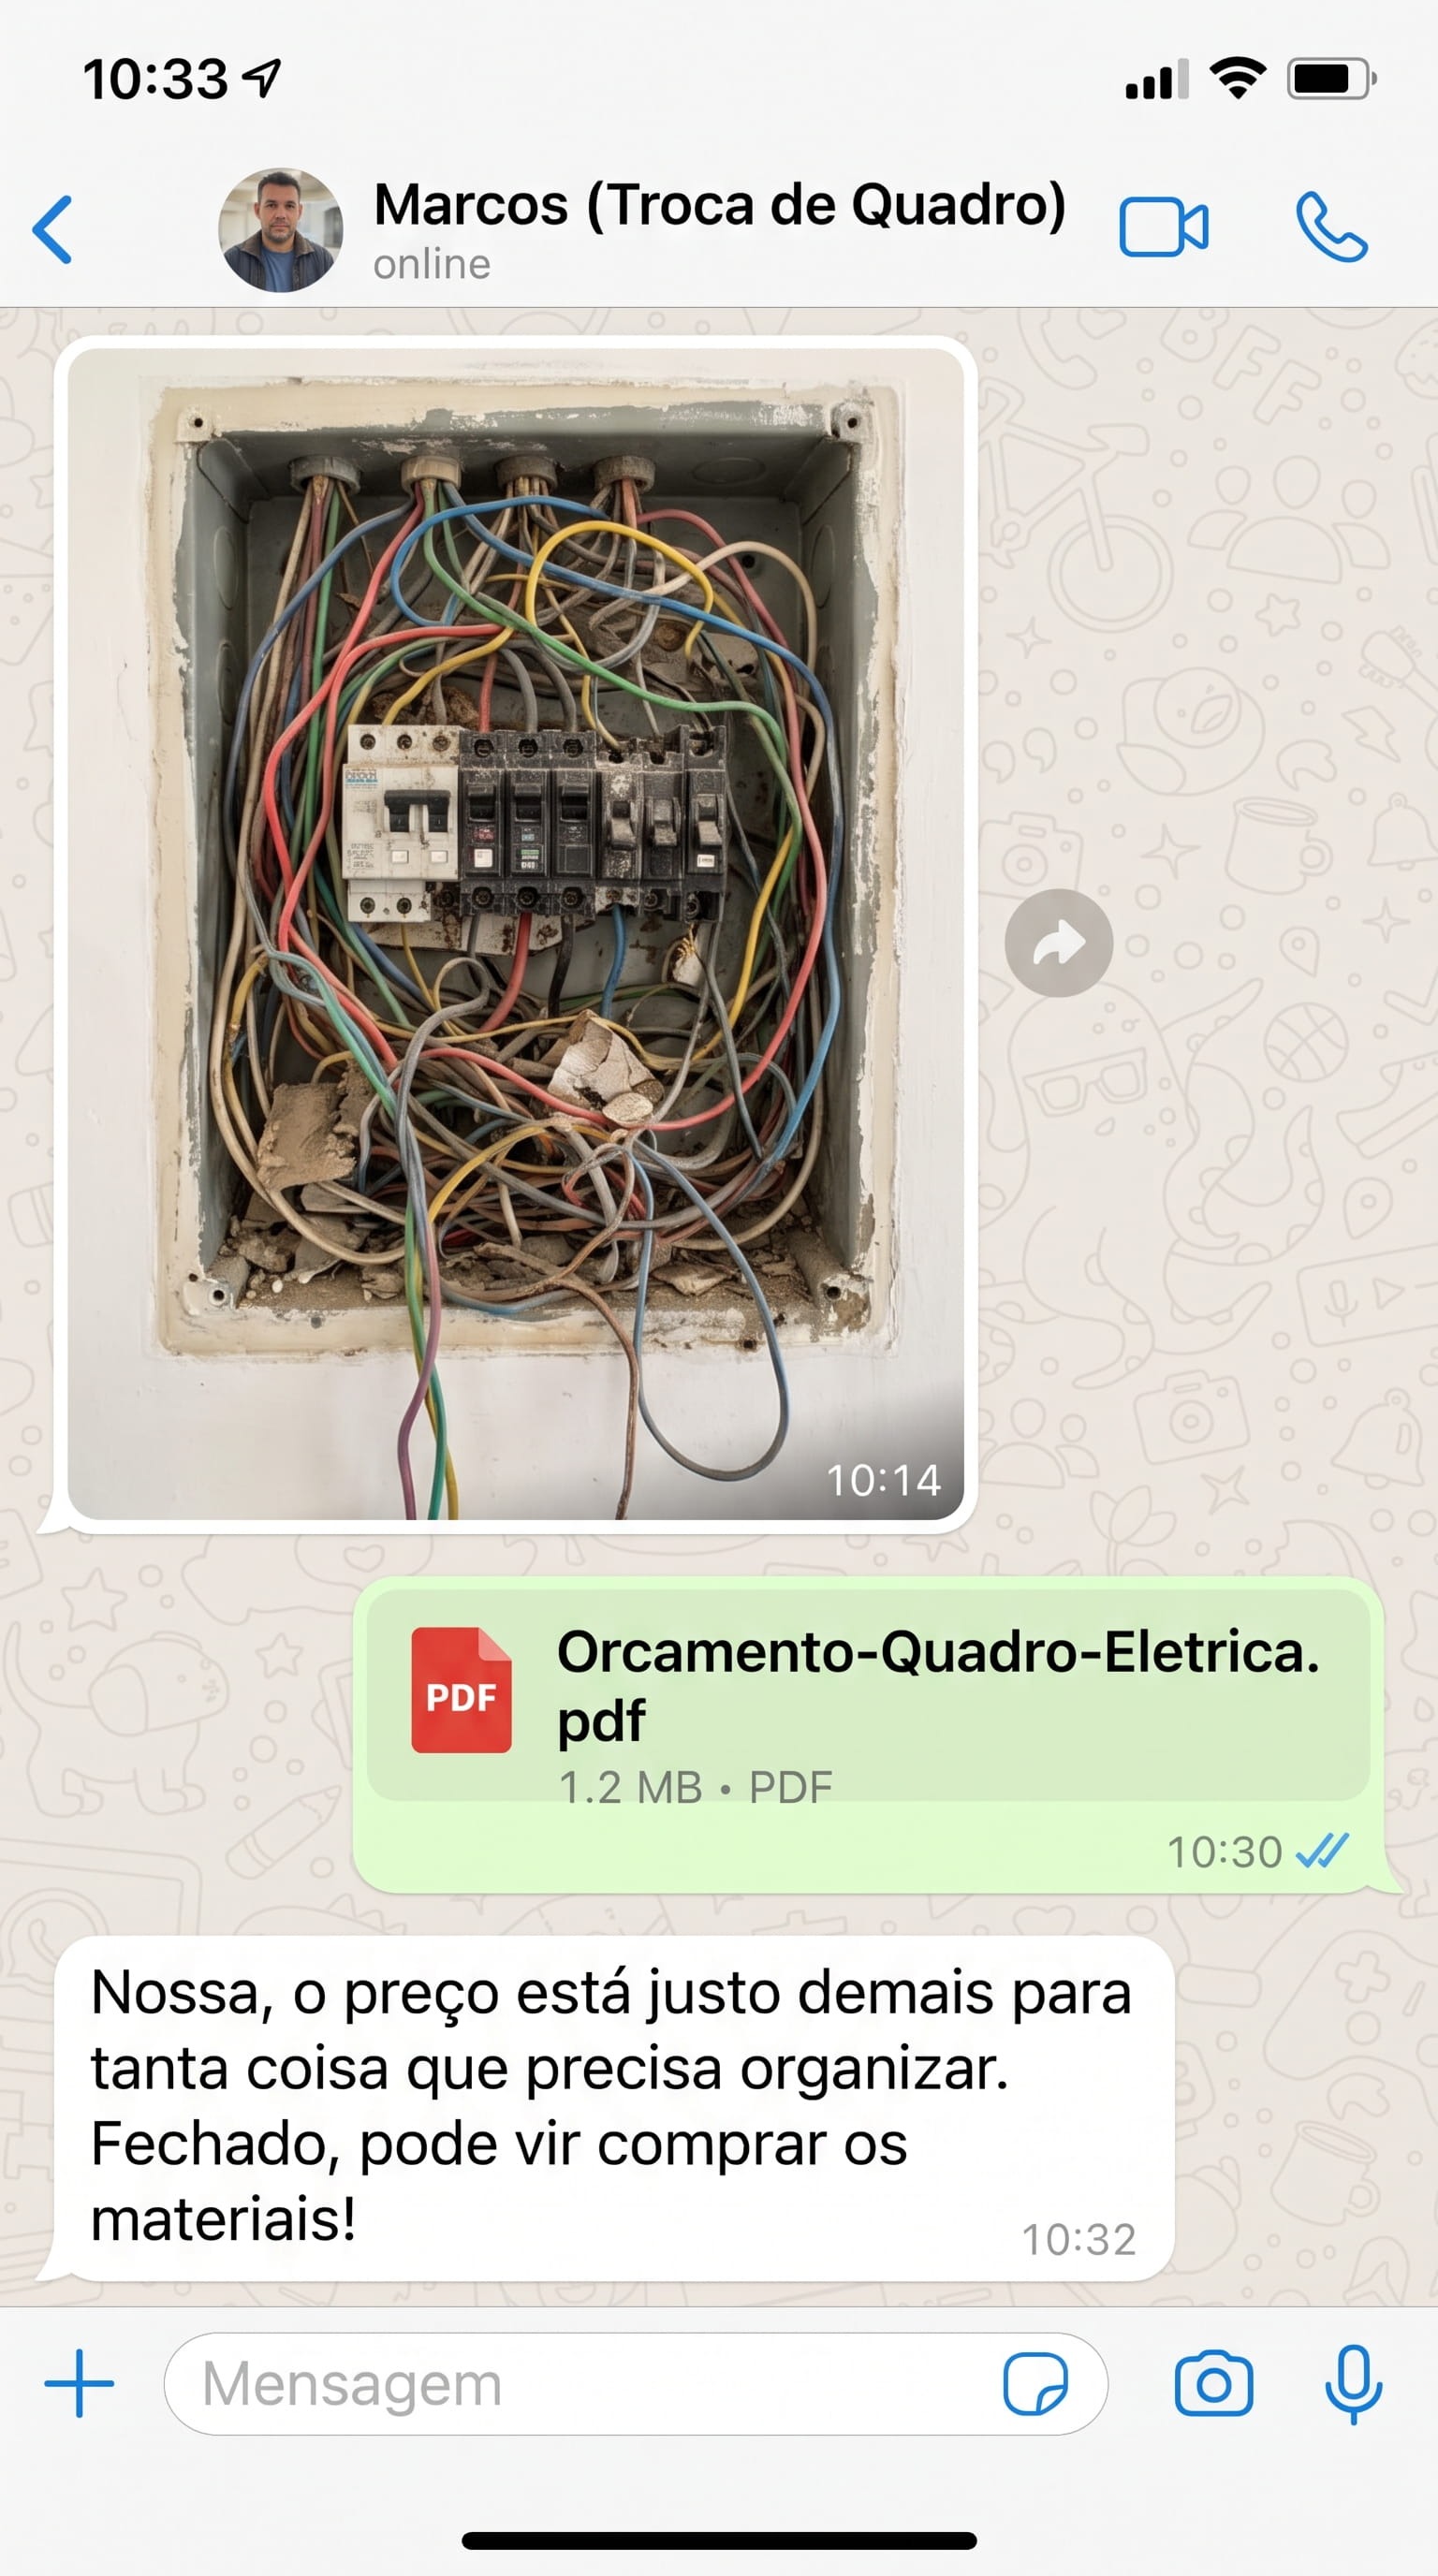 10:33
Marcos (Troca de Quadro)
online
10:14
PDF
Orcamento-Quadro-Eletrica.
pdf
1.2 MB • PDF
10:30
Nossa, o preço está justo demais para
tanta coisa que precisa organizar.
Fechado, pode vir comprar os
materiais!
10:32
Mensagem